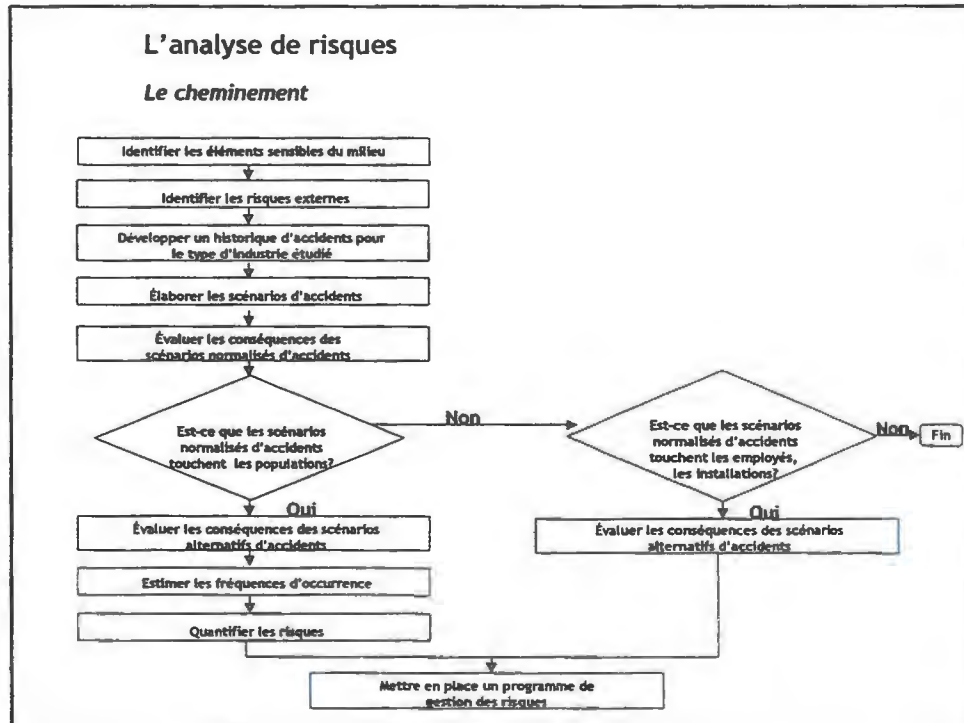 L'analyse de risques
Le cheminement
Identifier les éléments sensibles du milieu
Identifier les risques externes
Développer un historique d'accidents pour
le type d'industrie étudié
Élaborer les scénarios d'accidents
Évaluer les conséquences des
scénarios normalisés d'accidents
Est-ce que les scénarios
normalisés d'accidents
touchent les populations?
Non
Est-ce que les scénarios
normalisés d'accidents
touchent les employés,
les installations?
Non
Fin
Oui
Évaluer les conséquences des scénarios
alternatifs d'accidents
Oui
Évaluer les conséquences des scénarios
alternatifs d'accidents
Estimer les fréquences d'occurrence
Quantifier les risques
Mettre en place un programme de
gestion des risques